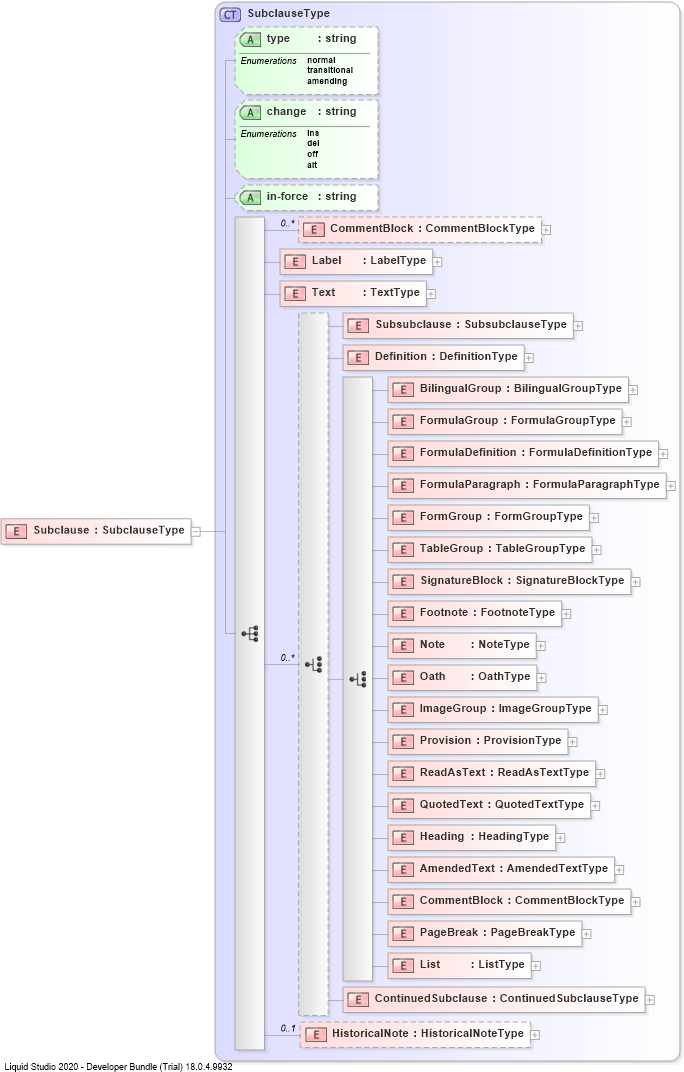 CT SubclauseType
A type : string
Enumerations normal
transitional
amending
A change : string
Enumerations ins
del
off
alt
A in-force : string
0..*
E CommentBlock : CommentBlockType
E Label : LabelType
E Text : TextType
E Subsubclause : SubsubclauseType
E Definition : DefinitionType
E BilingualGroup : BilingualGroupType
E FormulaGroup : FormulaGroupType
E FormulaDefinition : FormulaDefinitionType
E FormulaParagraph : FormulaParagraphType
E FormGroup : FormGroupType
E Subclause : SubclauseType
E TableGroup : TableGroupType
E SignatureBlock : SignatureBlockType
E Footnote : FootnoteType
E Note : NoteType
0..*
E Oath : OathType
E ImageGroup : ImageGroupType
E Provision : ProvisionType
E ReadAsText : ReadAsTextType
E QuotedText : QuotedTextType
E Heading : HeadingType
E AmendedText : AmendedTextType
E CommentBlock : CommentBlockType
E PageBreak : PageBreakType
E List : ListType
E ContinuedSubclause : ContinuedSubclauseType
0..1
E HistoricalNote : HistoricalNoteType
Liquid Studio 2020 - Developer Bundle (Trial) 18.0.4.9932